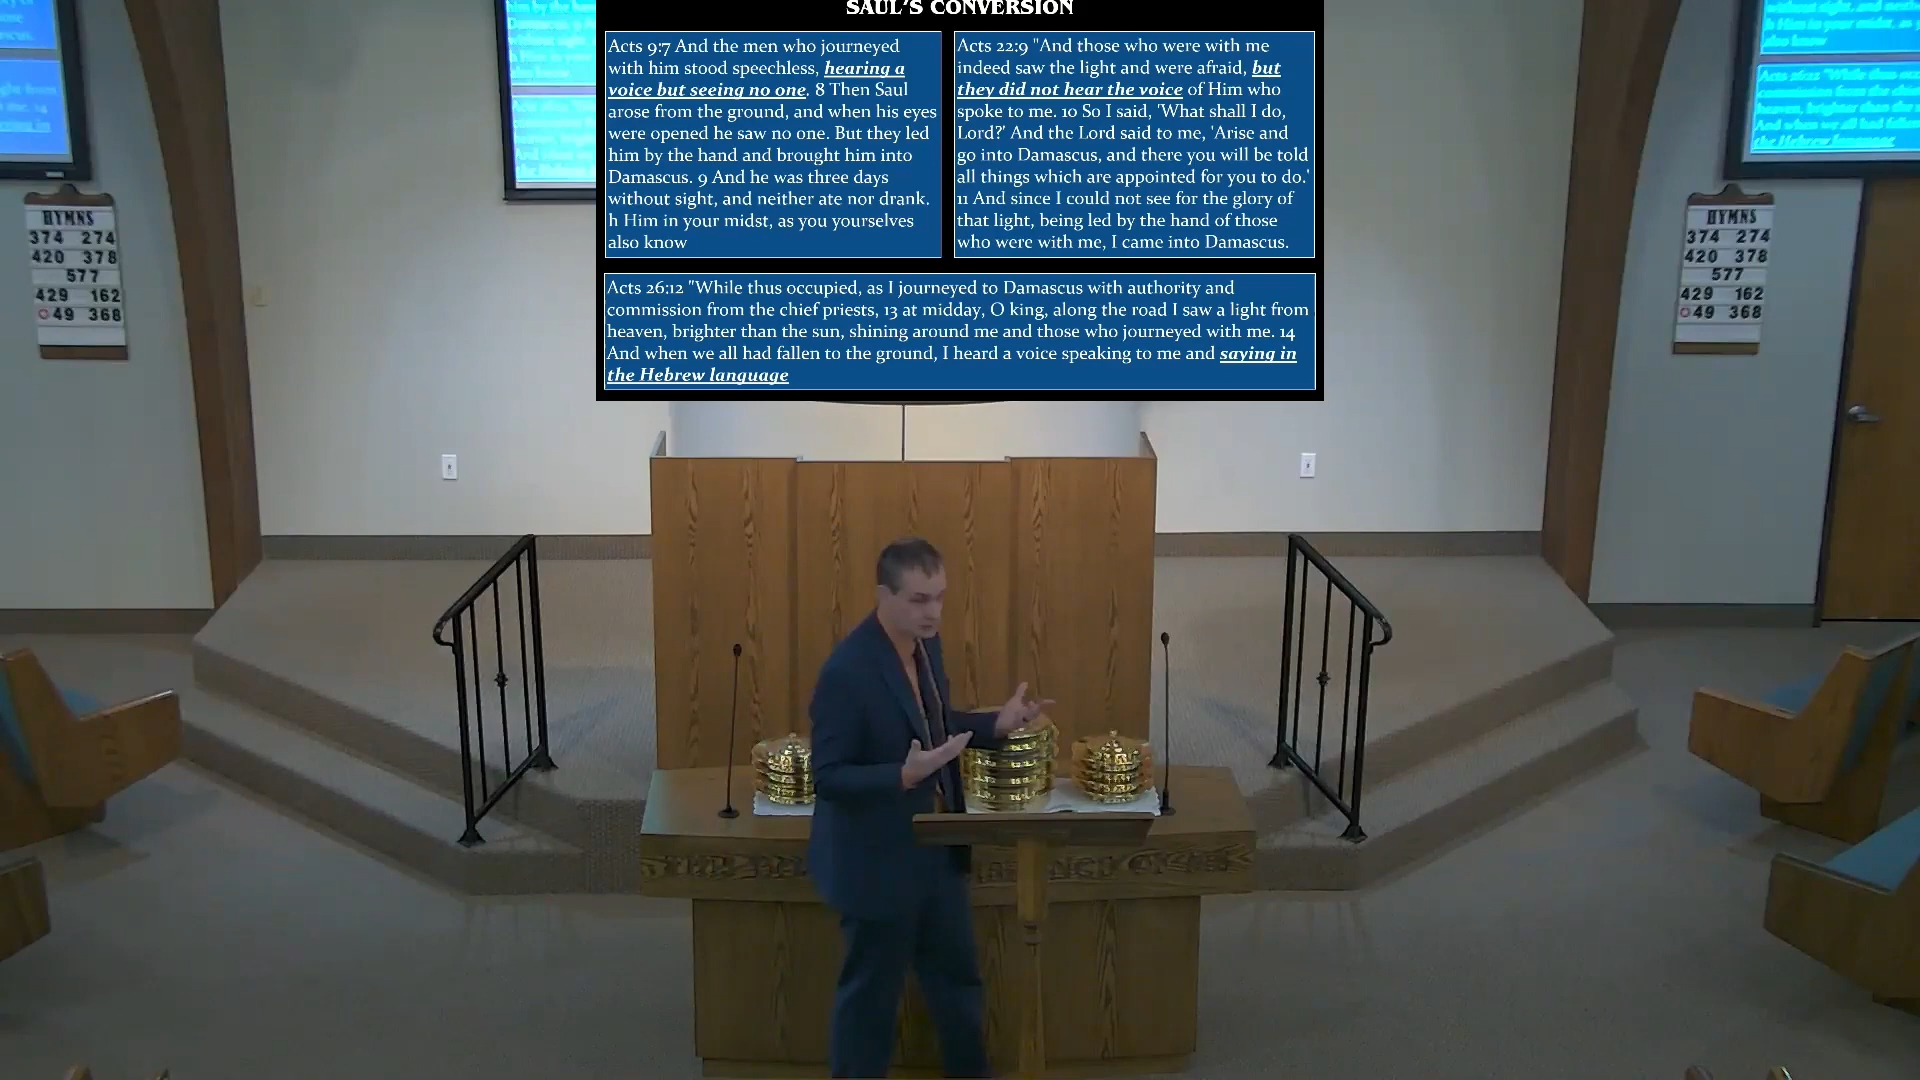 SAUL'S CONVERSION
Acts 9:7 And the men who journeyed
with him stood speechless, hearing a
voice but seeing no one. 8 Then Saul
arose from the ground, and when his eyes
were opened he saw no one. But they led
him by the hand and brought him into
Damascus. 9 And he was three days
without sight, and neither ate nor drank.
h Him in your midst, as you yourselves
also know
Acts 22:9 "And those who were with me
indeed saw the light and were afraid, but
they did not hear the voice of Him who
spoke to me. 10 So I said, 'What shall I do,
Lord?' And the Lord said to me, 'Arise and
go into Damascus, and there you will be told
all things which are appointed for you to do.'
11 And since I could not see for the glory of
that light, being led by the hand of those
who were with me, I came into Damascus.
Acts 26:12 "While thus occupied, as I journeyed to Damascus with authority and
commission from the chief priests, 13 at midday, O king, along the road I saw a light from
heaven, brighter than the sun, shining around me and those who journeyed with me. 14
And when we all had fallen to the ground, I heard a voice speaking to me and saying in
the Hebrew language
HYMNS
374 274
420 378
577
429 162
49 368
HYMNS
374 274
420 378
577
429 162
49 368